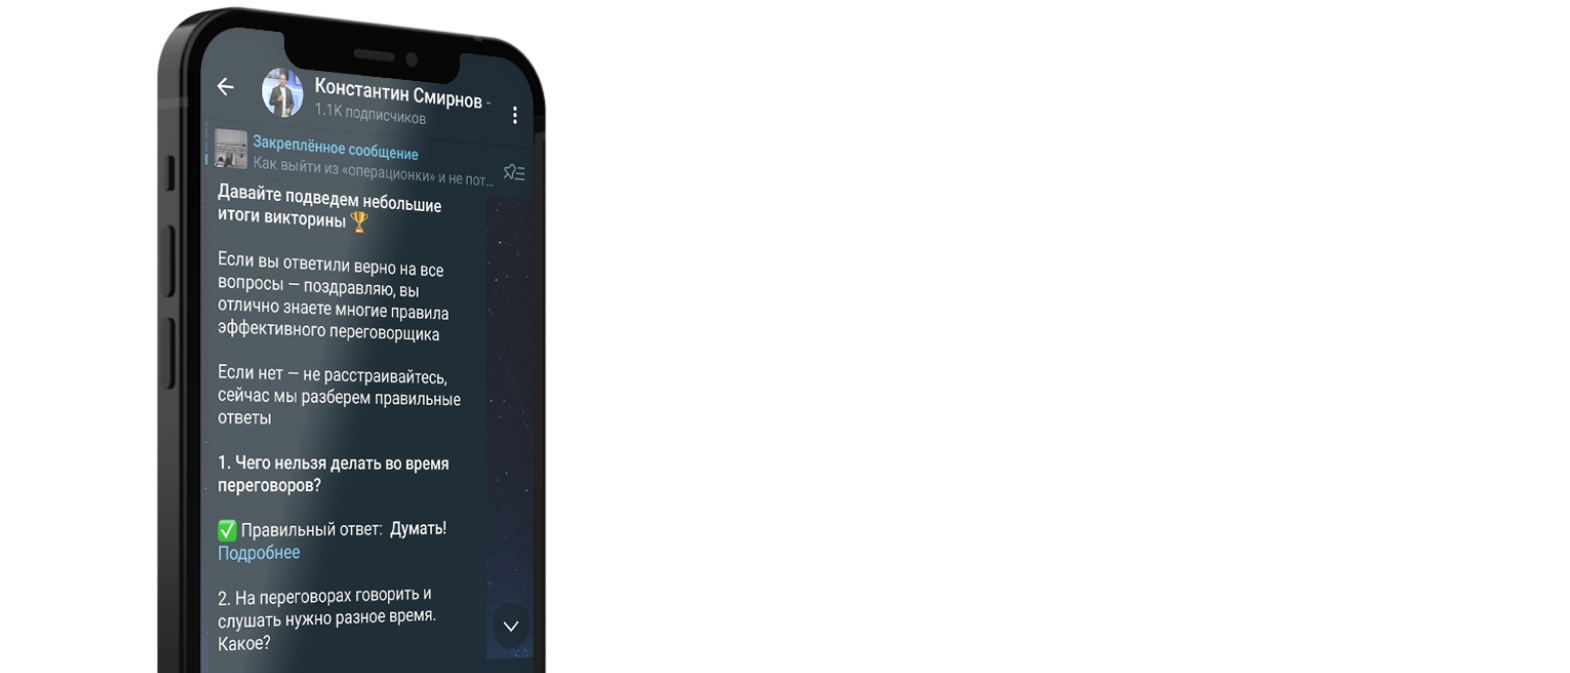 Константин Смирнов -
1.1K подписчиков
Закреплённое сообщение
Как выйти из «операционки» и не пот...
Давайте подведем небольшие
итоги викторины 🏆
Если вы ответили верно на все
вопросы — поздравляю, вы
отлично знаете многие правила
эффективного переговорщика
Если нет — не расстраивайтесь,
сейчас мы разберем правильные
ответы
1. Чего нельзя делать во время
переговоров?
✅ Правильный ответ: Думать!
Подробнее
2. На переговорах говорить и
слушать нужно разное время.
Какое?